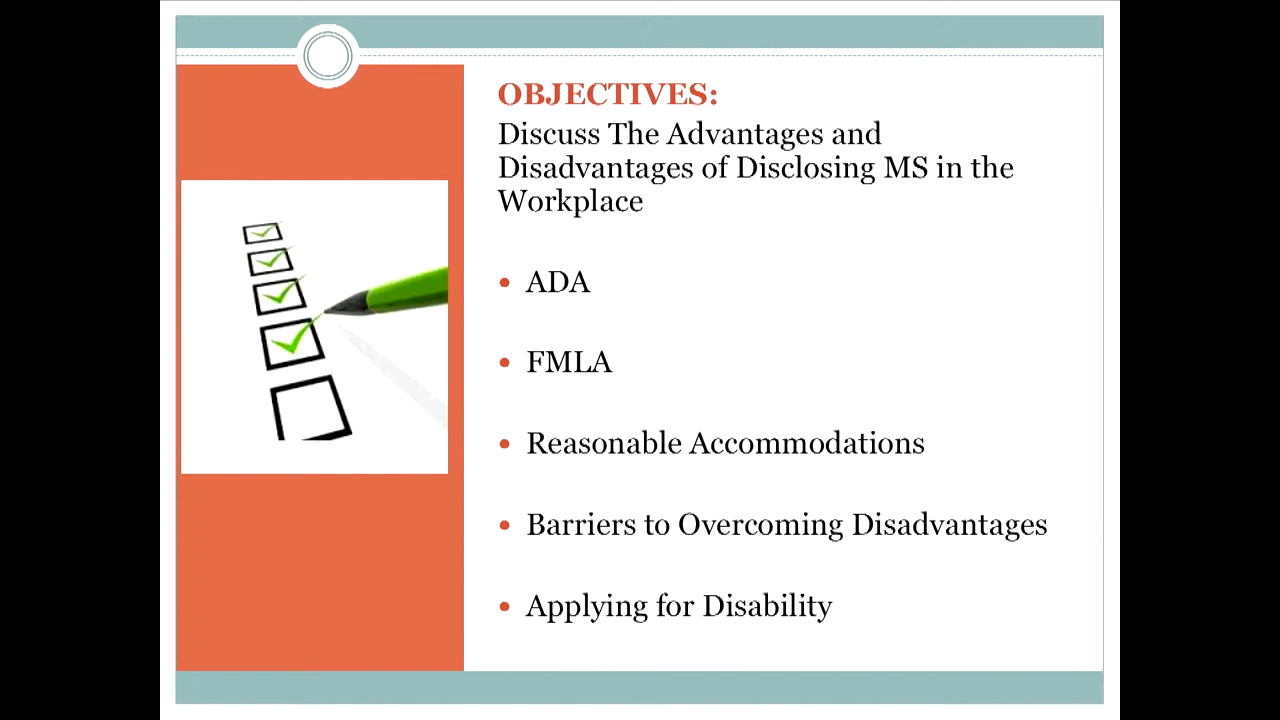 OBJECTIVES:
Discuss The Advantages and
Disadvantages of Disclosing MS in the
Workplace
• ADA
• FMLA
• Reasonable Accommodations
• Barriers to Overcoming Disadvantages
• Applying for Disability